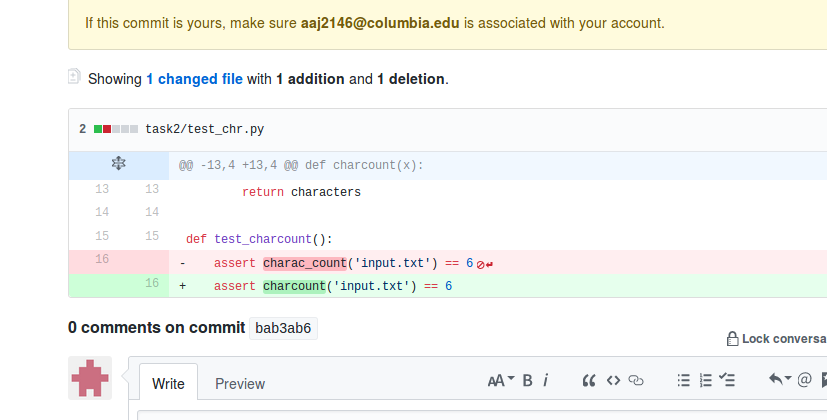 If this commit is yours, make sure aaj2146@columbia.edu is associated with your account.
Showing 1 changed file with 1 addition and 1 deletion.
2 task2/test_chr.py
@@ -13,4 +13,4 @@ def charcount(x):
13 13 return characters
14 14
15 15 def test_charcount():
16 - assert charac_count('input.txt') == 6
16 + assert charcount('input.txt') == 6
0 comments on commit bab3ab6
Lock conversa
Write Preview AA B i “ <> @